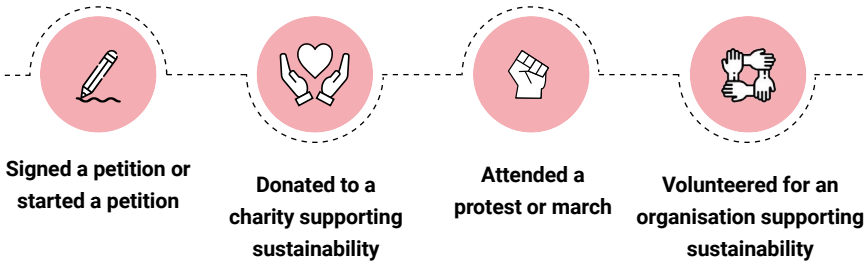 Signed a petition or
started a petition
Donated to a
charity supporting
sustainability
Attended a
protest or march
Volunteered for an
organisation supporting
sustainability